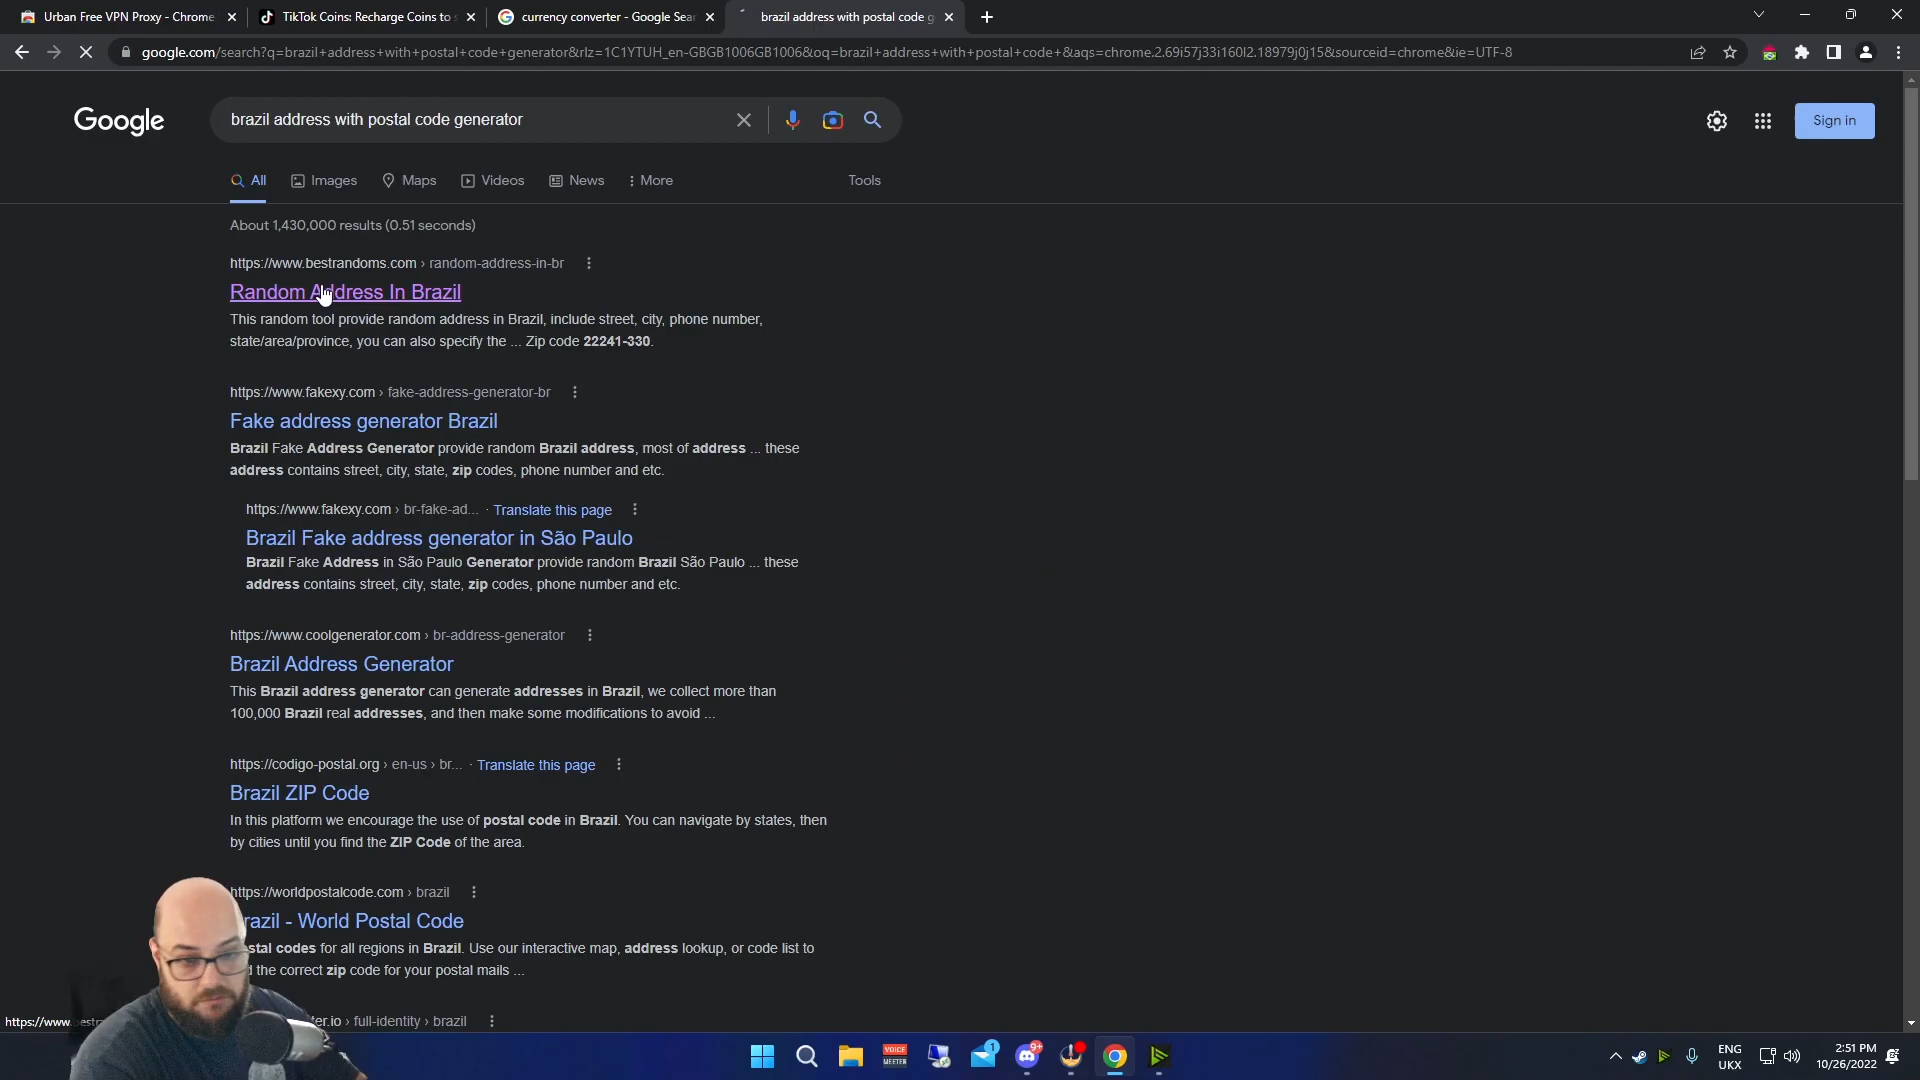 Urban Free VPN Proxy - Chrome
TikTok Coins: Recharge Coins to s
currency converter - Google Sear
brazil address with postal code g
google.com/search?q=brazil+address+with+postal+code+generator&rlz=1C1YTUH_en-GBGB1006GB1006&oq=brazil+address+with+postal+code+&aqs=chrome.2.69i57j33i160l2.18979j0j15&sourceid=chrome&ie=UTF-8
Google
brazil address with postal code generator
Sign in
All
Images
Maps
Videos
News
More
Tools
About 1,430,000 results (0.51 seconds)
https://www.bestrandoms.com › random-address-in-br
Random Address In Brazil
This random tool provide random address in Brazil, include street, city, phone number,
state/area/province, you can also specify the ... Zip code 22241-330.
https://www.fakexy.com › fake-address-generator-br
Fake address generator Brazil
Brazil Fake Address Generator provide random Brazil address, most of address ... these
address contains street, city, state, zip codes, phone number and etc.
https://www.fakexy.com › br-fake-ad... · Translate this page
Brazil Fake address generator in São Paulo
Brazil Fake Address in São Paulo Generator provide random Brazil São Paulo ... these
address contains street, city, state, zip codes, phone number and etc.
https://www.coolgenerator.com › br-address-generator
Brazil Address Generator
This Brazil address generator can generate addresses in Brazil, we collect more than
100,000 Brazil real addresses, and then make some modifications to avoid ...
https://codigo-postal.org › en-us › br... · Translate this page
Brazil ZIP Code
In this platform we encourage the use of postal code in Brazil. You can navigate by states, then
by cities until you find the ZIP Code of the area.
https://worldpostalcode.com › brazil
razil - World Postal Code
stal codes for all regions in Brazil. Use our interactive map, address lookup, or code list to
the correct zip code for your postal mails ...
https://www.bestra
er.io › full-identity › brazil
VOICE
MEETER
1
9+
ENG
UKX
2:51 PM
10/26/2022